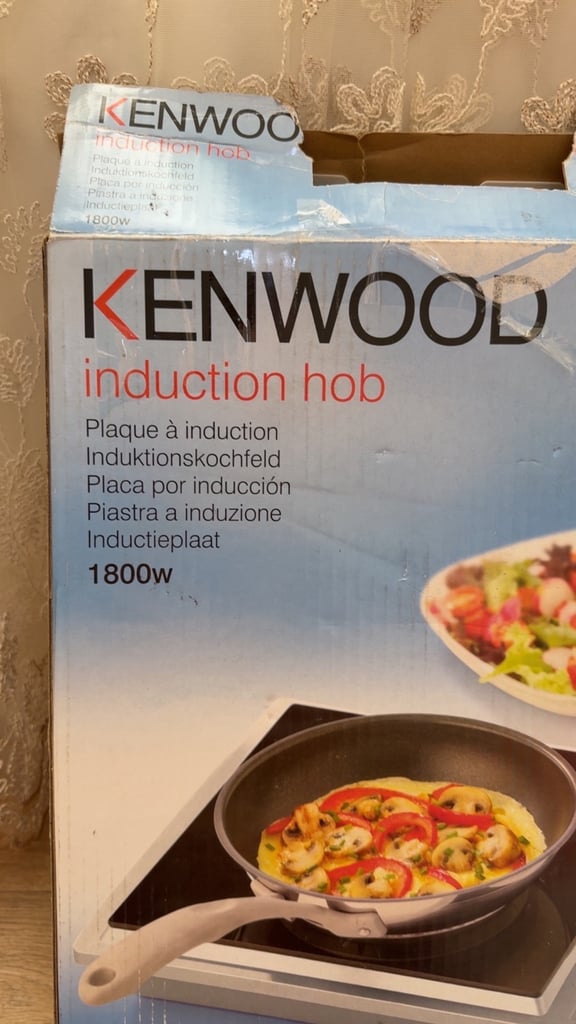 KENWOO
induction hob
Plaque à induction
Induktionskochfeld
Placa por inducción
Piastra a induzione
Inductieplaat
1800w
KENWOOD
induction hob
Plaque à induction
Induktionskochfeld
Placa por inducción
Piastra a induzione
Inductieplaat
1800w